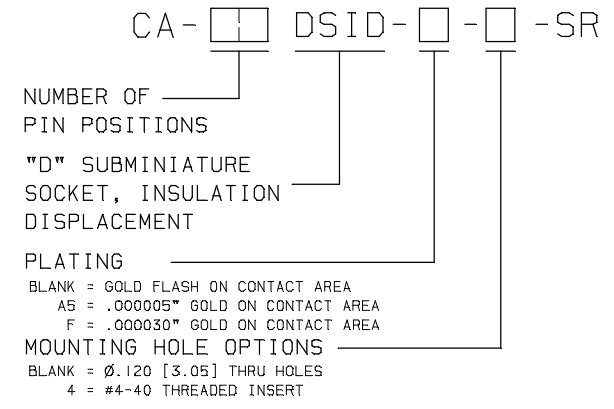 CA- DSID- - -SR
NUMBER OF
PIN POSITIONS
"D" SUBMINIATURE
SOCKET, INSULATION
DISPLACEMENT
PLATING
BLANK = GOLD FLASH ON CONTACT AREA
A5 = .000005" GOLD ON CONTACT AREA
F = .000030" GOLD ON CONTACT AREA
MOUNTING HOLE OPTIONS
BLANK = Ø.120 [3.05] THRU HOLES
4 = #4-40 THREADED INSERT